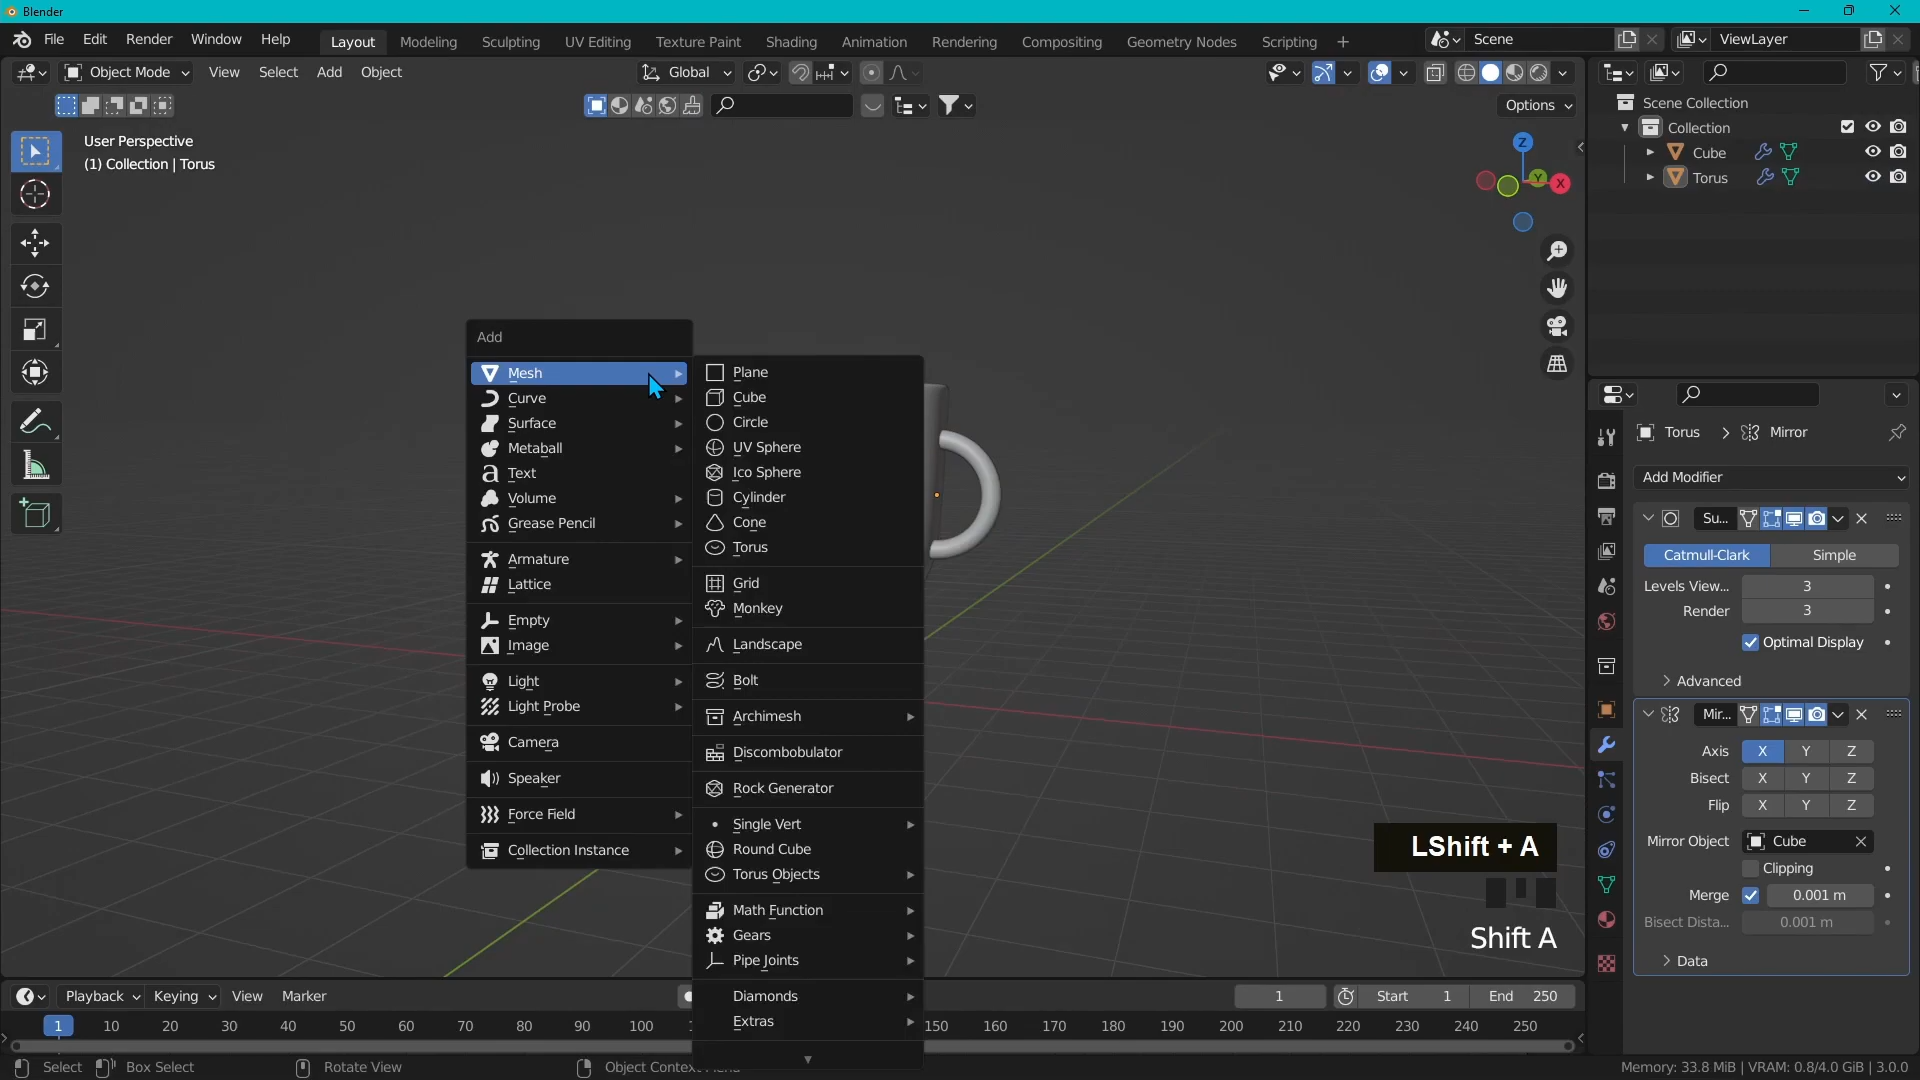 Blender
File Edit Render Window Help
Layout Modeling Sculpting UV Editing Texture Paint Shading Animation Rendering Compositing Geometry Nodes Scripting +
Scene
ViewLayer
Object Mode View Select Add Object
Global
Options
User Perspective
(1) Collection | Torus
Z
Y
X
Scene Collection
Collection
Cube
Torus
Add
Mesh
Curve
Surface
Metaball
Text
Volume
Grease Pencil
Armature
Lattice
Empty
Image
Light
Light Probe
Camera
Speaker
Force Field
Collection Instance
Plane
Cube
Circle
UV Sphere
Ico Sphere
Cylinder
Cone
Torus
Grid
Monkey
Landscape
Bolt
Archimesh
Discombobulator
Rock Generator
Single Vert
Round Cube
Torus Objects
Math Function
Gears
Pipe Joints
Diamonds
Extras
Torus > Mirror
Add Modifier
Su...
Catmull-Clark Simple
Levels View... 3
Render 3
Optimal Display
Advanced
Mir...
Axis X Y Z
Bisect X Y Z
Flip X Y Z
Mirror Object Cube
Clipping
Merge 0.001 m
Bisect Dista... 0.001 m
Data
LShift + A
Shift A
Playback Keying View Marker
1 Start 1 End 250
1 10 20 30 40 50 60 70 80 90 100 150 160 170 180 190 200 210 220 230 240 250
Select Box Select Rotate View Object Context
Memory: 33.8 MiB | VRAM: 0.8/4.0 GiB | 3.0.0